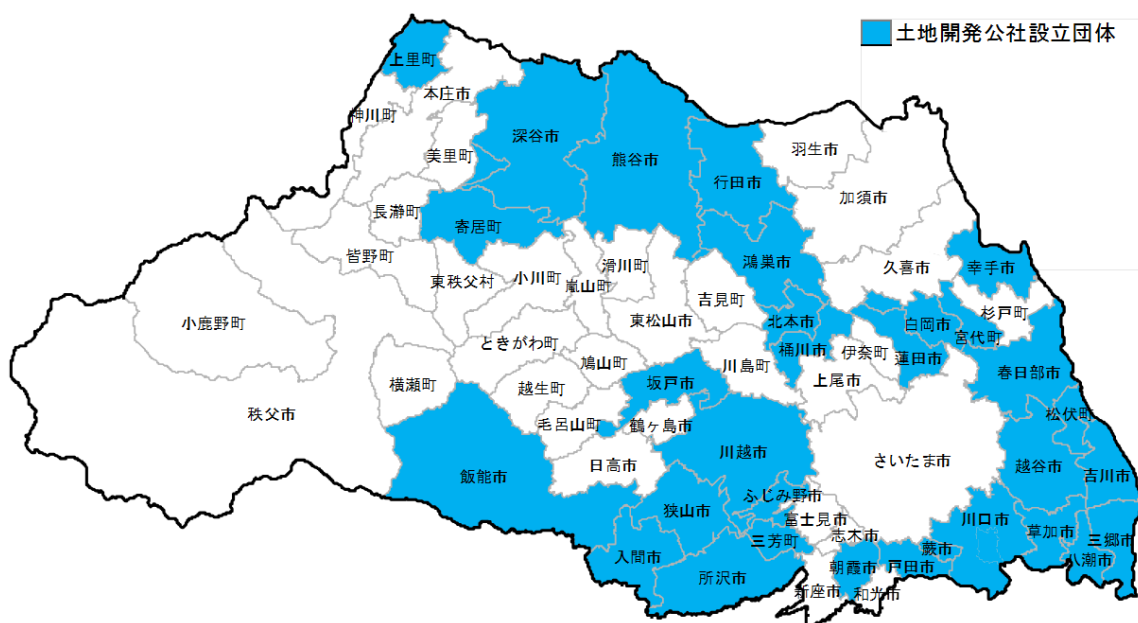 土地開発公社設立団体
上里町
本庄市
神川町
美里町
深谷市
熊谷市
行田市
羽生市
加須市
長瀞町
寄居町
皆野町
東秩父村
小川町
嵐山町
滑川町
吉見町
鴻巣市
久喜市
幸手市
小鹿野町
ときがわ町
東松山市
北本市
桶川市
伊奈町
白岡市
宮代町
杉戸町
蓮田市
横瀬町
越生町
鳩山町
坂戸市
川島町
上尾市
春日部市
秩父市
毛呂山町
鶴ヶ島市
松伏町
飯能市
日高市
川越市
さいたま市
越谷市
吉川市
狭山市
ふじみ野市
富士見市
志木市
川口市
草加市
三郷市
八潮市
入間市
所沢市
三芳町
朝霞市
戸田市
蕨市
新座市
和光市